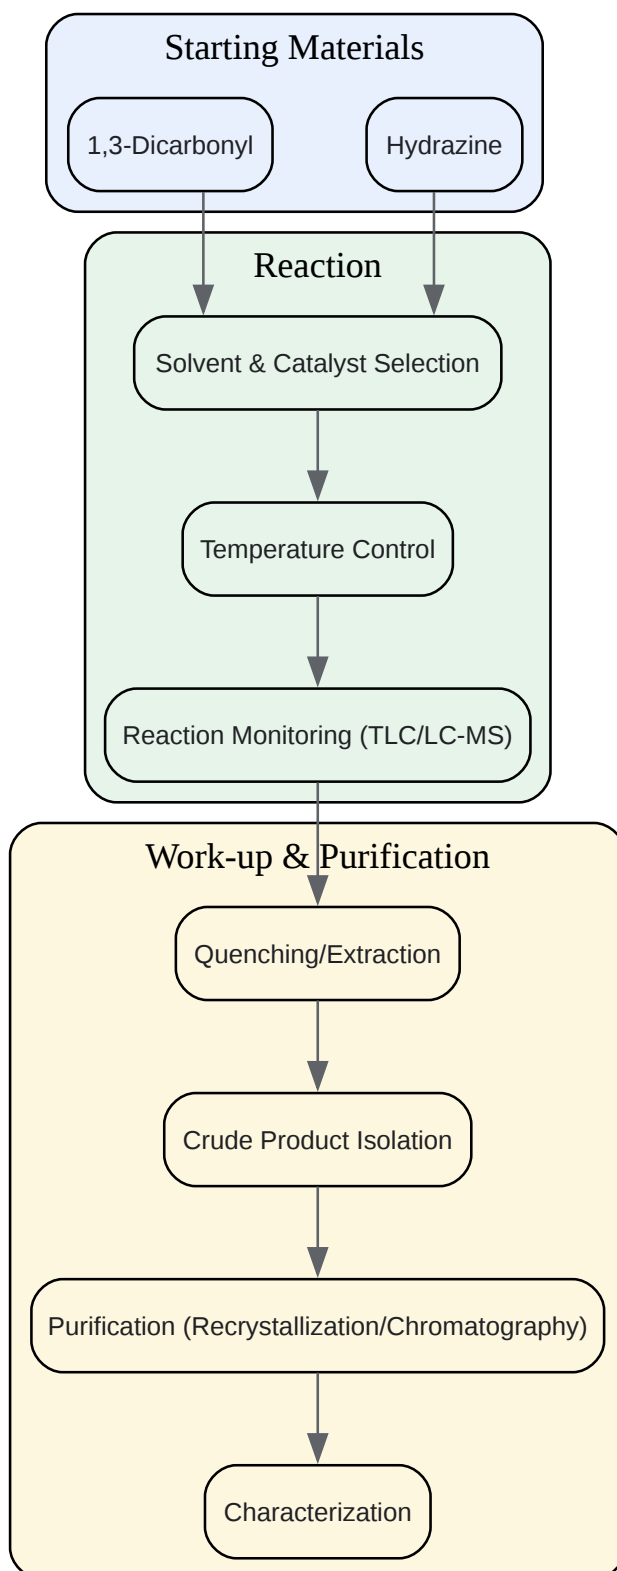 Starting Materials
1,3-Dicarbonyl
Hydrazine
Reaction
Solvent & Catalyst Selection
Temperature Control
Reaction Monitoring (TLC/LC-MS)
Work-up & Purification
Quenching/Extraction
Crude Product Isolation
Purification (Recrystallization/Chromatography)
Characterization